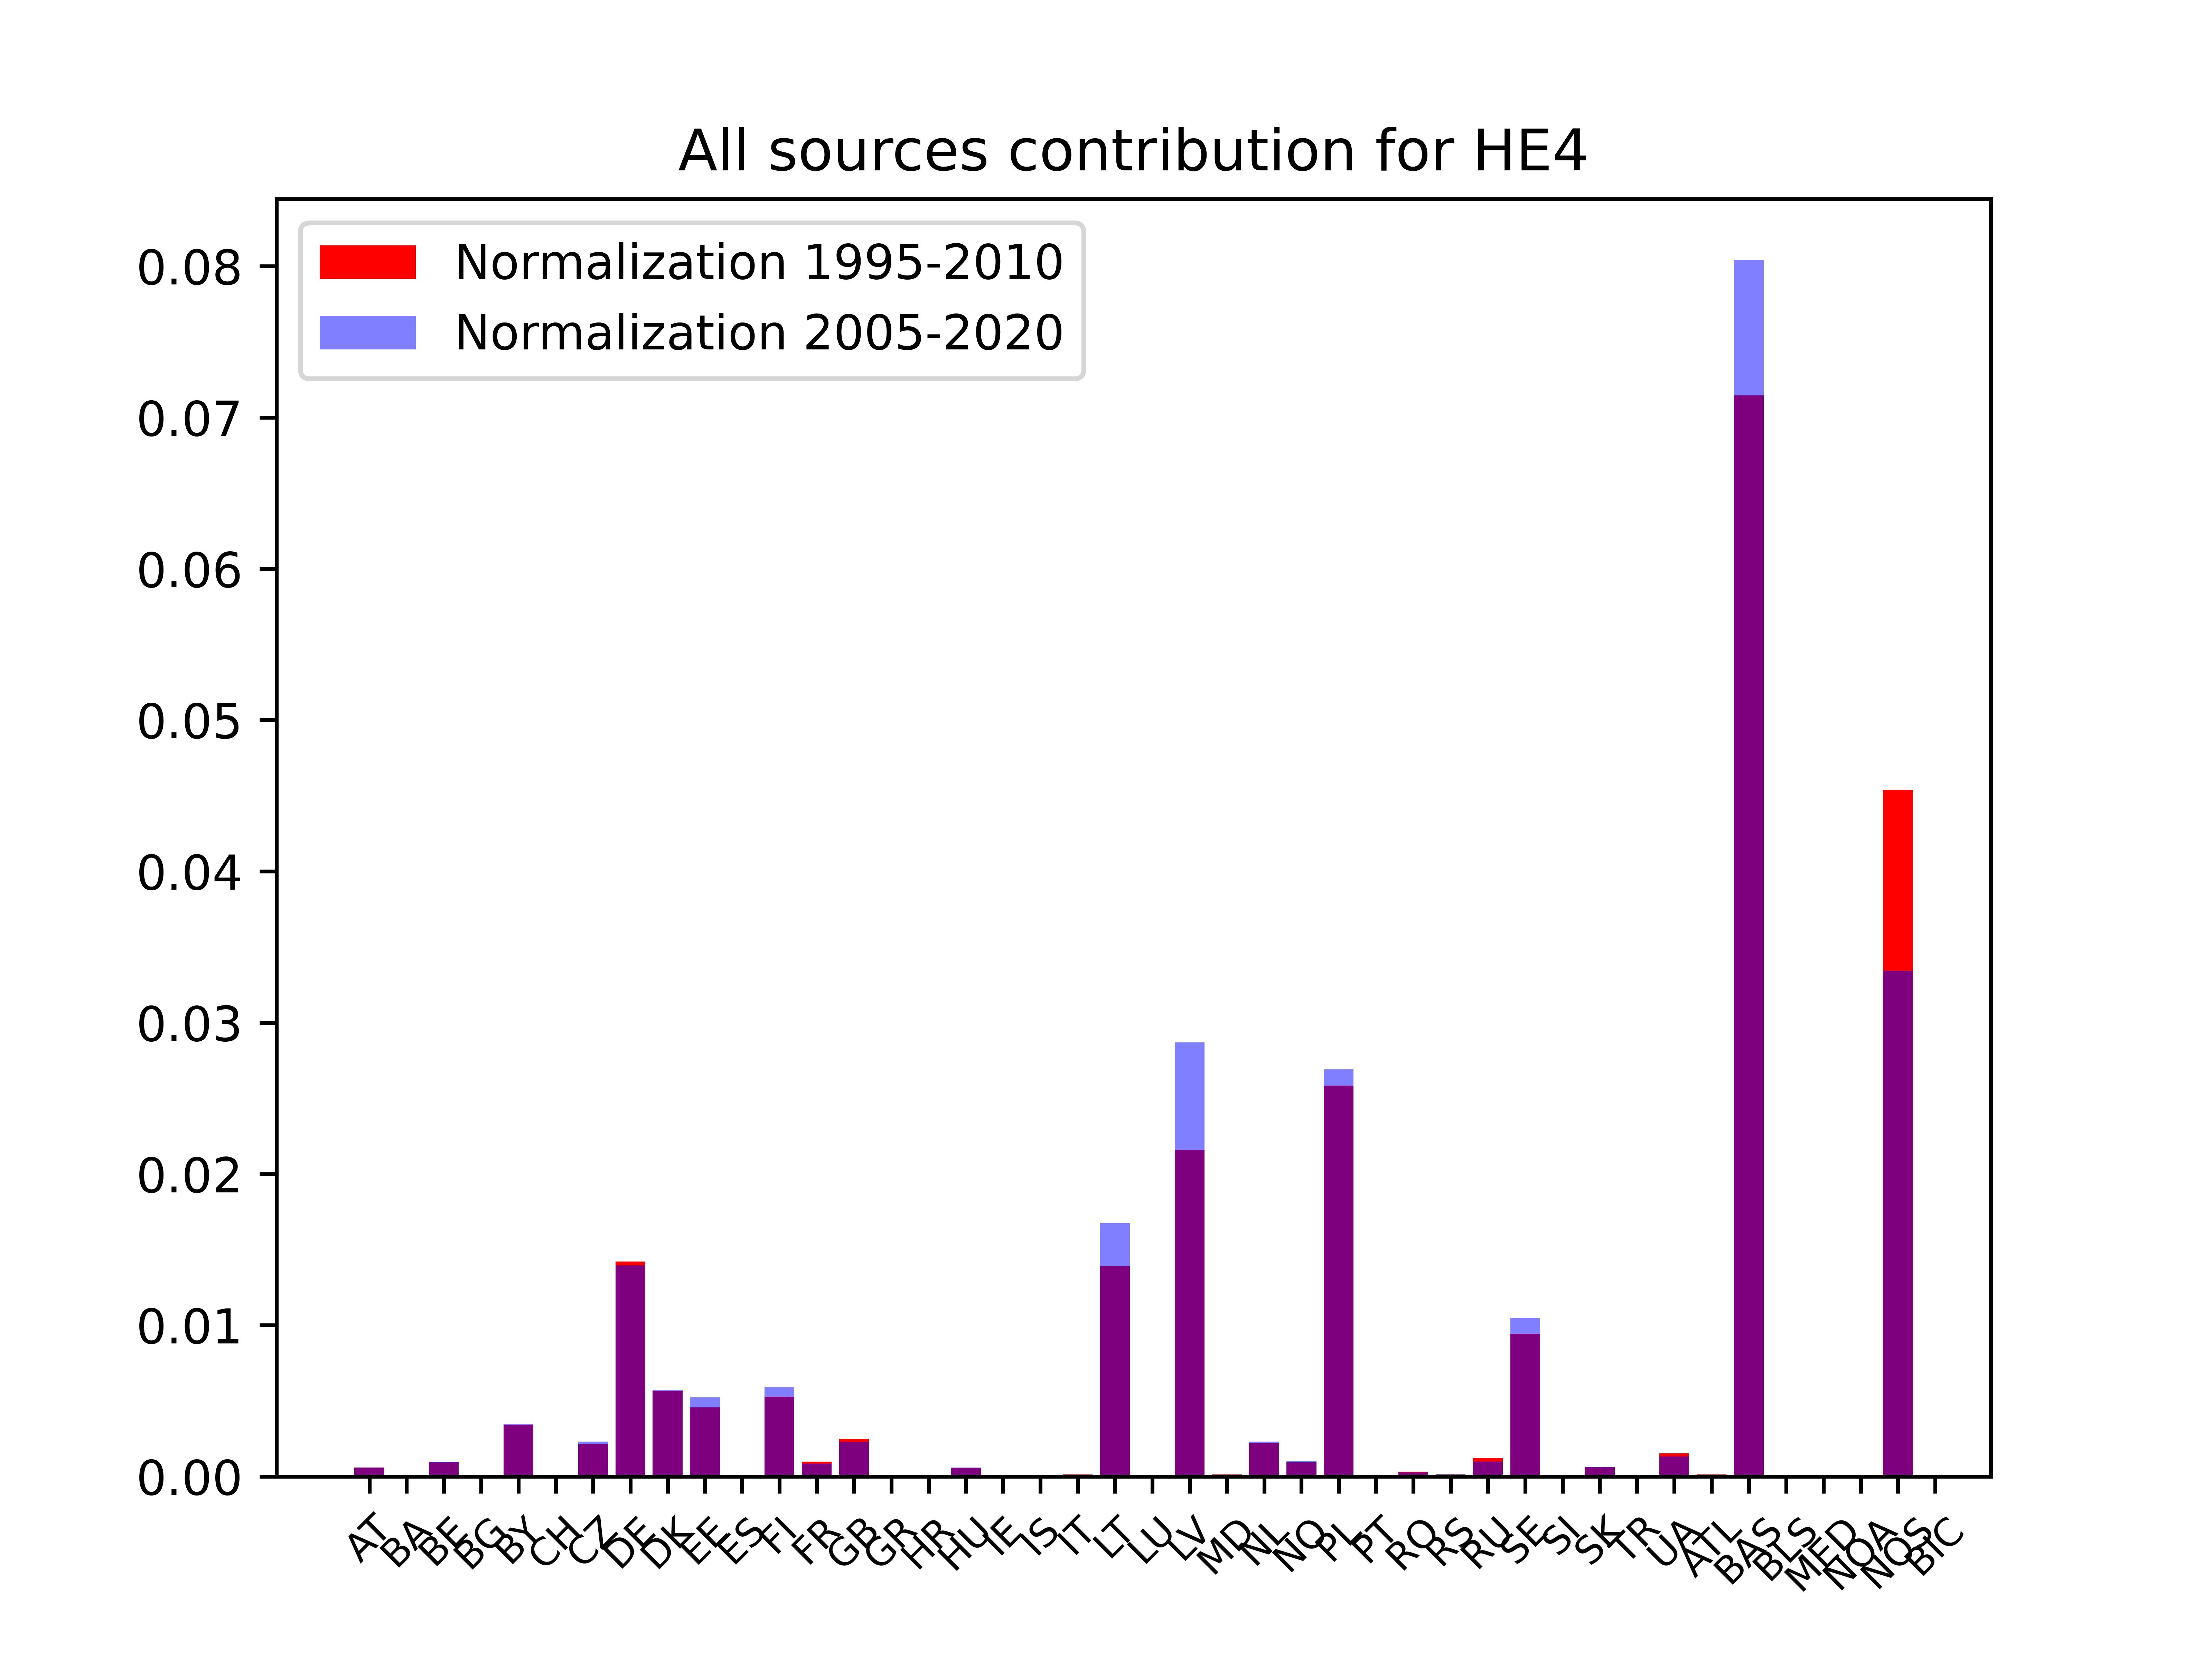 All sources contribution for HE4
Normalization 1995-2010
Normalization 2005-2020
0.08
0.07
0.06
0.05
0.04
0.03
0.02
0.01
0.00
AT
BA
BE
BG
BY
CH
CZ
DE
DK
EE
ES
FI
FR
GB
GR
HR
HU
IE
IS
IT
LT
LU
LV
MD
NL
NO
PL
PT
RO
RS
RU
SE
SI
SK
TR
UA
ATL
BAS
BLS
MED
NOA
NOS
BIC